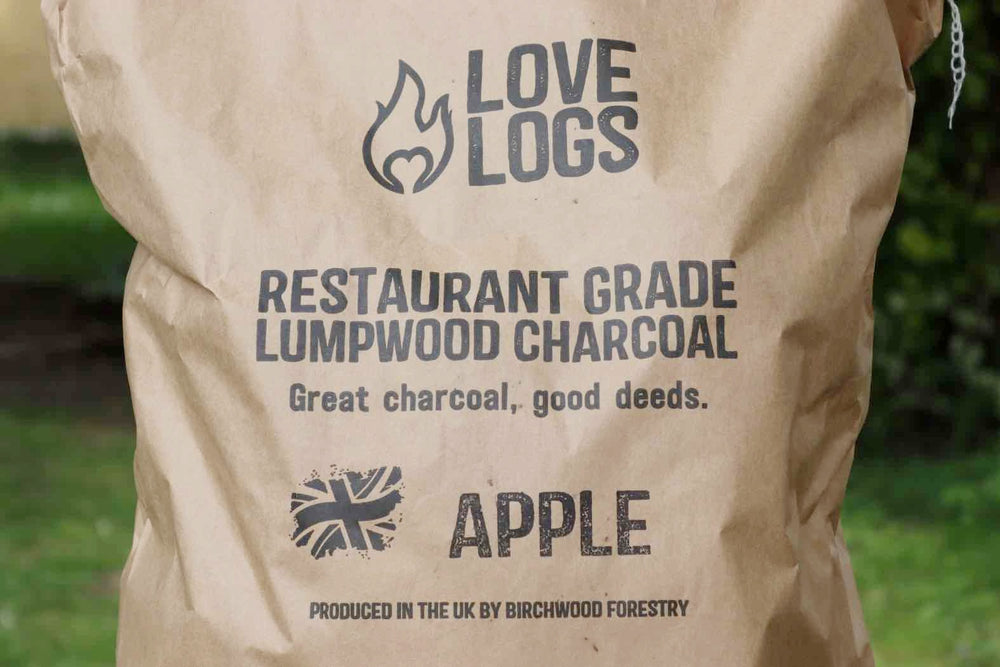 LOVE
LOGS
RESTAURANT GRADE
LUMPWOOD CHARCOAL
Great charcoal, good deeds.
APPLE
PRODUCED IN THE UK BY BIRCHWOOD FORESTRY